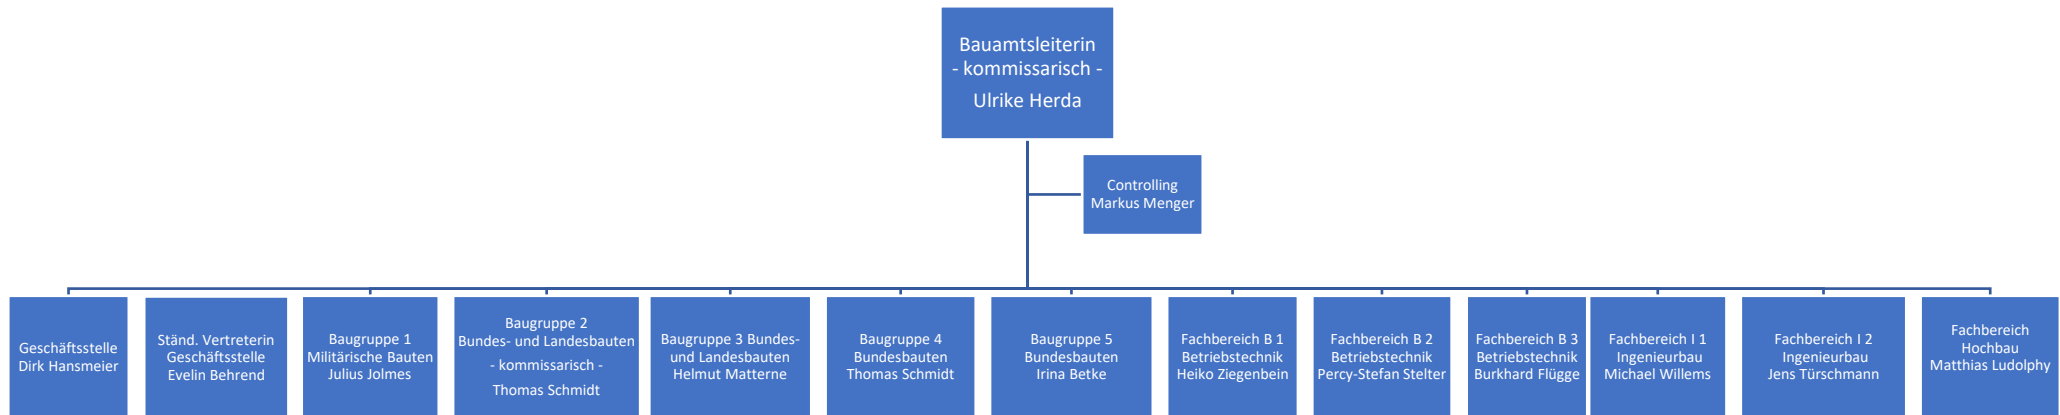 Bauamtsleiterin
- kommissarisch -
Ulrike Herda
Controlling
Markus Menger
Geschäftsstelle
Dirk Hansmeier
Ständ. Vertreterin
Geschäftsstelle
Evelin Behrend
Baugruppe 1
Militärische Bauten
Julius Jolmes
Baugruppe 2
Bundes- und Landesbauten
- kommissarisch -
Thomas Schmidt
Baugruppe 3 Bundes-
und Landesbauten
Helmut Matterne
Baugruppe 4
Bundesbauten
Thomas Schmidt
Baugruppe 5
Bundesbauten
Irina Betke
Fachbereich B 1
Betriebstechnik
Heiko Ziegenbein
Fachbereich B 2
Betriebstechnik
Percy-Stefan Stelter
Fachbereich B 3
Betriebstechnik
Burkhard Flügge
Fachbereich I 1
Ingenieurbau
Michael Willems
Fachbereich I 2
Ingenieurbau
Jens Türschmann
Fachbereich
Hochbau
Matthias Ludolphy